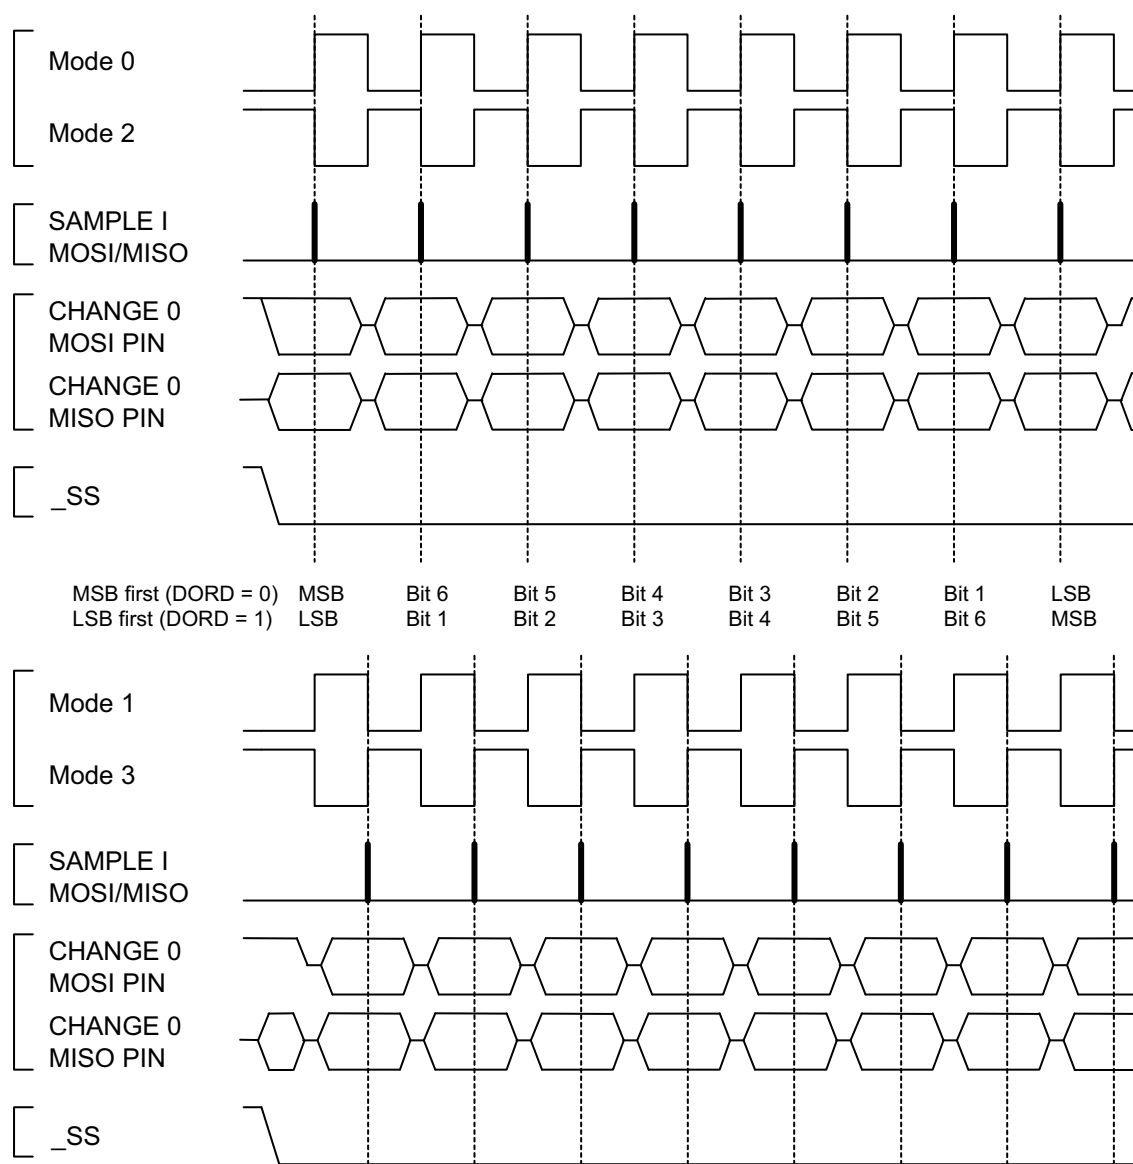 Mode 0
Mode 2
SAMPLE I
MOSI/MISO
CHANGE 0
MOSI PIN
CHANGE 0
MISO PIN
_SS
MSB first (DORD = 0) MSB Bit 6 Bit 5 Bit 4 Bit 3 Bit 2 Bit 1 LSB
LSB first (DORD = 1) LSB Bit 1 Bit 2 Bit 3 Bit 4 Bit 5 Bit 6 MSB
Mode 1
Mode 3
SAMPLE I
MOSI/MISO
CHANGE 0
MOSI PIN
CHANGE 0
MISO PIN
_SS